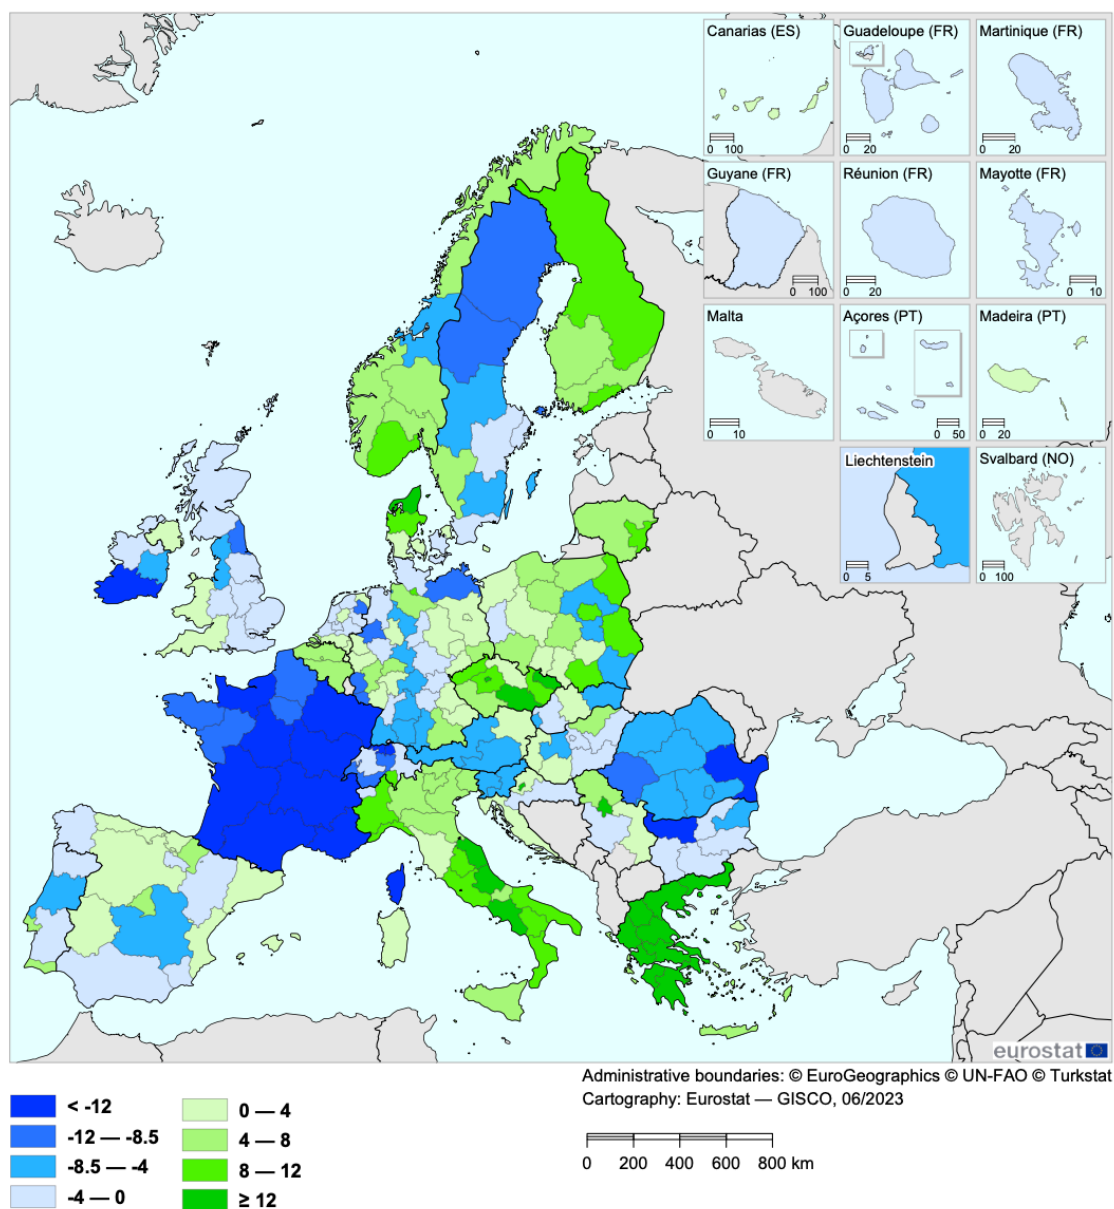 Canarias (ES)
0 100
Guadeloupe (FR)
0 20
Martinique (FR)
0 20
Guyane (FR)
0 100
Réunion (FR)
0 20
Mayotte (FR)
0 10
Malta
0 10
Açores (PT)
0 50
Madeira (PT)
0 20
Liechtenstein
0 5
Svalbard (NO)
0 100
eurostat
Administrative boundaries: © EuroGeographics © UN-FAO © Turkstat
Cartography: Eurostat — GISCO, 06/2023
< -12
-12 — -8.5
-8.5 — -4
-4 — 0
0 — 4
4 — 8
8 — 12
≥ 12
0 200 400 600 800 km